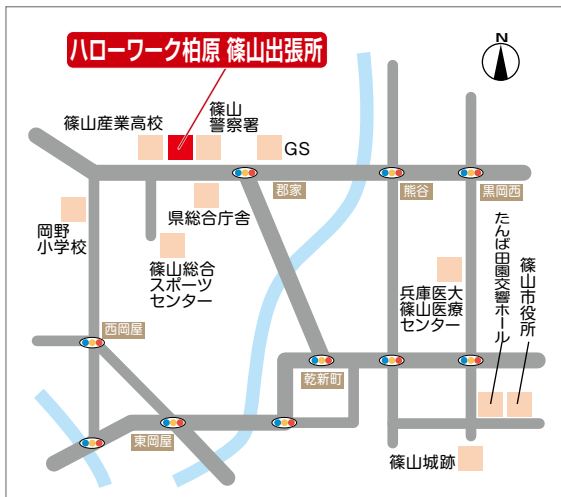 ハローワーク柏原 篠山出張所
N
篠山産業高校
篠山
警察署
GS
郡家
熊谷
黒岡西
岡野
小学校
県総合庁舎
篠山総合
スポーツ
センター
兵庫医大
篠山医療
センター
たんば田園交響ホール
篠山市役所
西岡屋
乾新町
東岡屋
篠山城跡